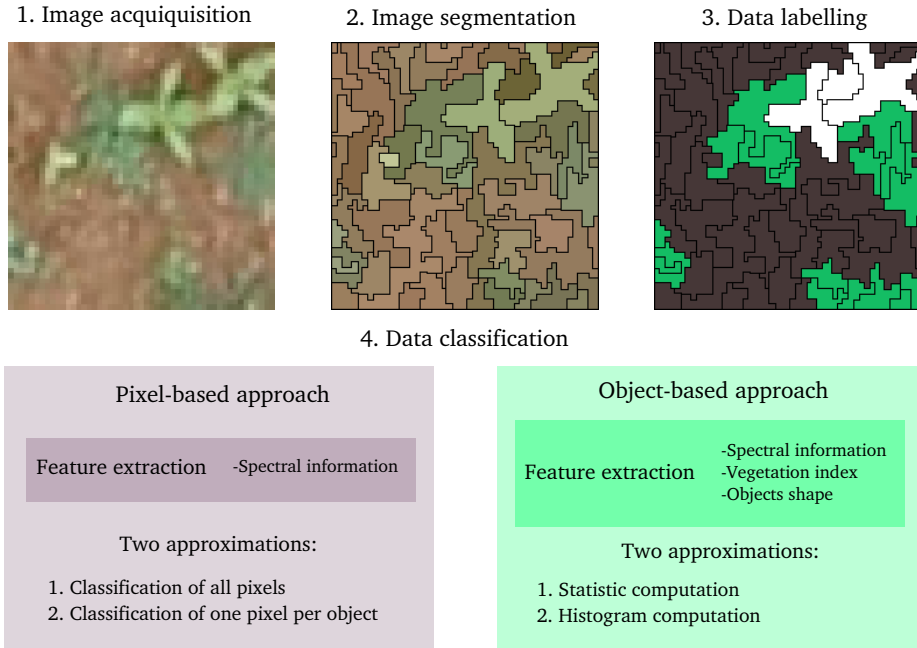 1. Image acquiquisition
2. Image segmentation
3. Data labelling
4. Data classification
Pixel-based approach
Feature extraction
-Spectral information
Two approximations:
1. Classification of all pixels
2. Classification of one pixel per object
Object-based approach
Feature extraction
-Spectral information
-Vegetation index
-Objects shape
Two approximations:
1. Statistic computation
2. Histogram computation